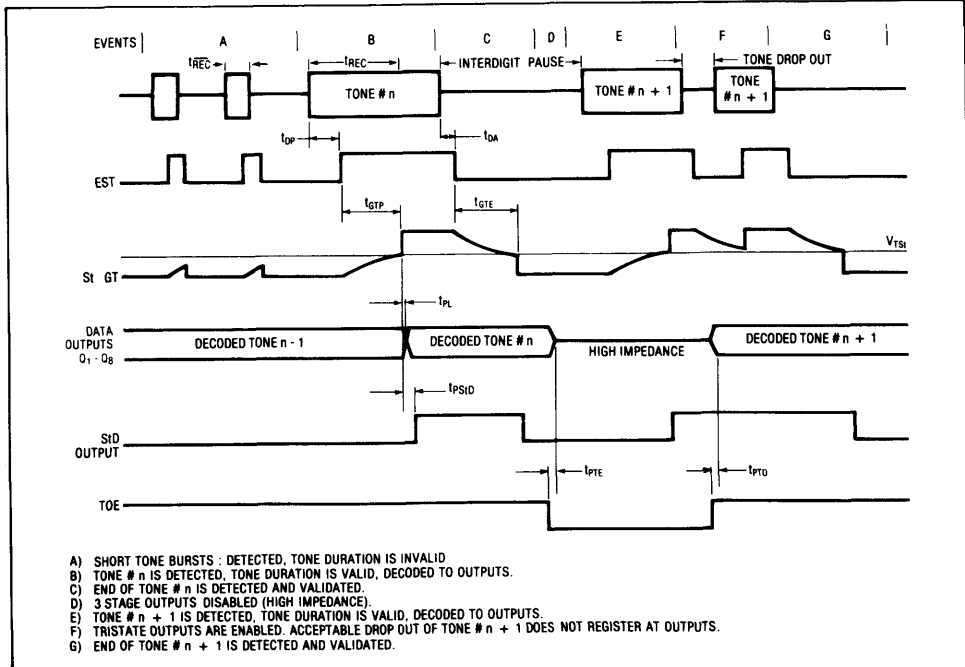 EVENTS A B C D E F G
tREC tREC INTERDIGIT PAUSE TONE DROP OUT
TONE # n TONE # n + 1 TONE # n + 1
tDP tDA
EST
tGTP tGTE
VTSt
St GT
tPL
DATA OUTPUTS Q1 - Q8
DECODED TONE n - 1 DECODED TONE # n HIGH IMPEDANCE DECODED TONE # n + 1
tPStD
StD OUTPUT
tPTE tPTD
TOE
A) SHORT TONE BURSTS : DETECTED, TONE DURATION IS INVALID
B) TONE # n IS DETECTED, TONE DURATION IS VALID, DECODED TO OUTPUTS.
C) END OF TONE # n IS DETECTED AND VALIDATED.
D) 3 STAGE OUTPUTS DISABLED (HIGH IMPEDANCE).
E) TONE # n + 1 IS DETECTED, TONE DURATION IS VALID, DECODED TO OUTPUTS.
F) TRISTATE OUTPUTS ARE ENABLED. ACCEPTABLE DROP OUT OF TONE # n + 1 DOES NOT REGISTER AT OUTPUTS.
G) END OF TONE # n + 1 IS DETECTED AND VALIDATED.